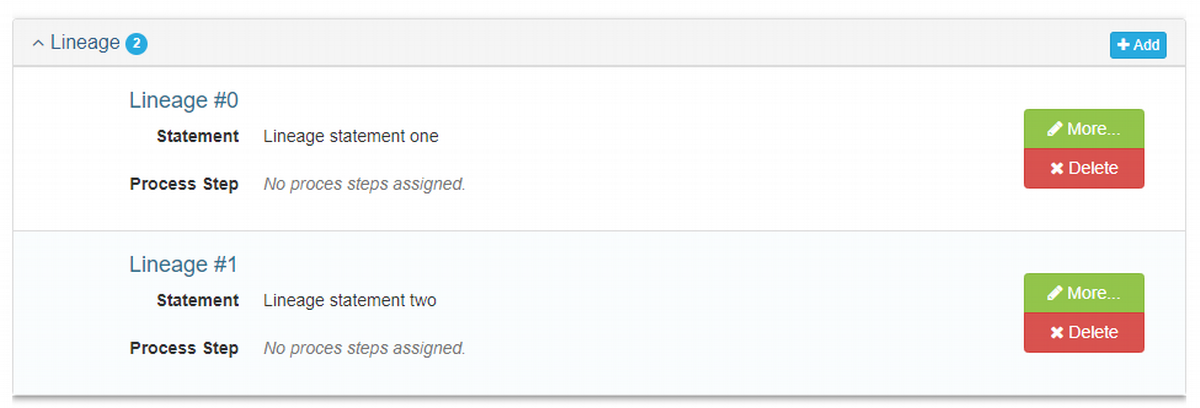 Lineage 2
Add
Lineage #0
Statement Lineage statement one
Process Step No proces steps assigned.
More...
Delete
Lineage #1
Statement Lineage statement two
Process Step No proces steps assigned.
More...
Delete